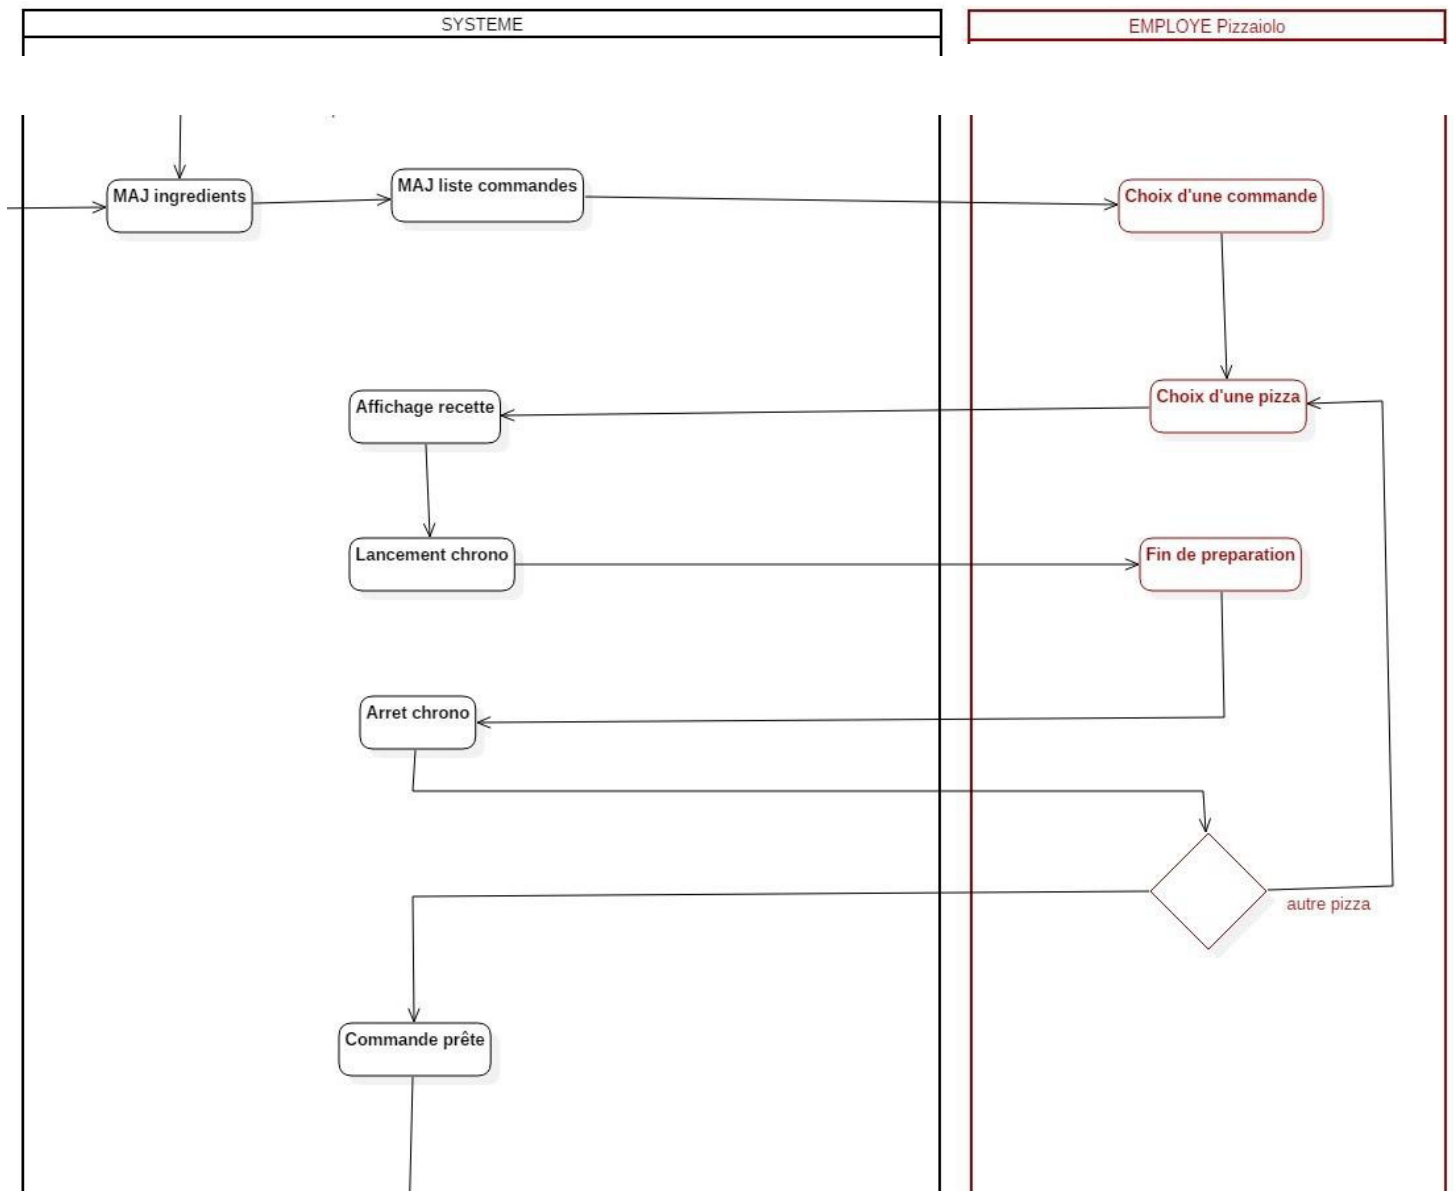 SYSTEME
EMPLOYE Pizzaiolo
MAJ ingredients
MAJ liste commandes
Choix d'une commande
Affichage recette
Choix d'une pizza
Lancement chrono
Fin de preparation
Arret chrono
autre pizza
Commande prête